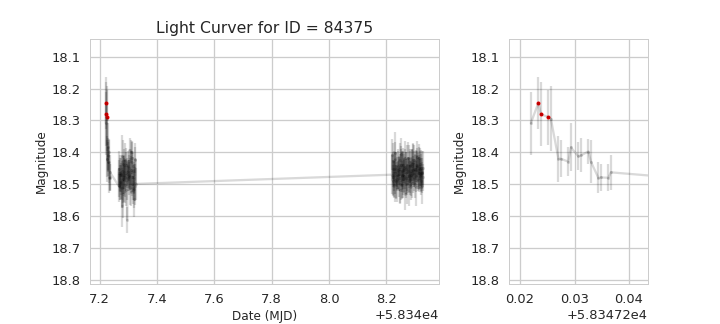 Light Curver for ID = 84375
Magnitude
18.1
18.2
18.3
18.4
18.5
18.6
18.7
18.8
7.2 7.4 7.6 7.8 8.0 8.2
Date (MJD) +5.834e4
Magnitude
18.1
18.2
18.3
18.4
18.5
18.6
18.7
18.8
0.02 0.03 0.04
+5.83472e4